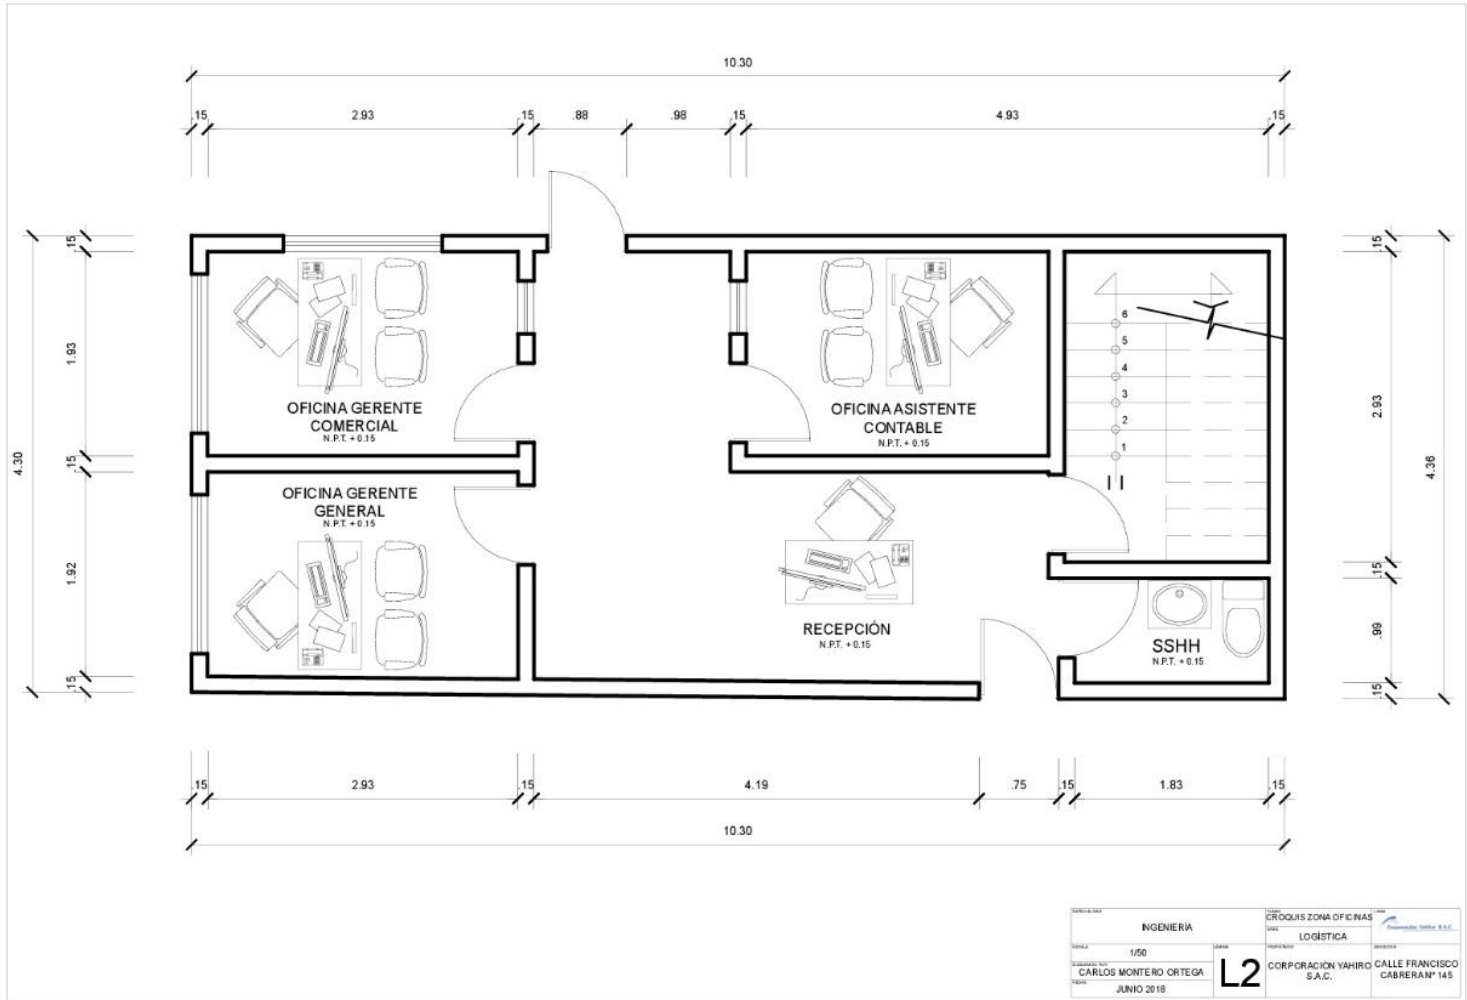 10.30
.15 2.93 .15 .88 .98 .15 4.93 .15
.15
1.93
.15
1.92
.15
4.30
.15
2.93
.15
.99
.15
4.36
OFICINA GERENTE
COMERCIAL
N.P.T. + 0.15
OFICINA ASISTENTE
CONTABLE
N.P.T. + 0.15
6
5
4
3
2
1
OFICINA GERENTE
GENERAL
N.P.T. + 0.15
RECEPCIÓN
N.P.T. + 0.15
SSHH
N.P.T. + 0.15
.15 2.93 .15 4.19 .75 .15 1.83 .15
10.30
INGENIERÍA
1/50
CARLOS MONTERO ORTEGA
JUNIO 2018
L2
CROQUIS ZONA OFICINAS
LOGÍSTICA
CORPORACIÓN YAHIRO
S.A.C.
CALLE FRANCISCO
CABRERA Nº 145